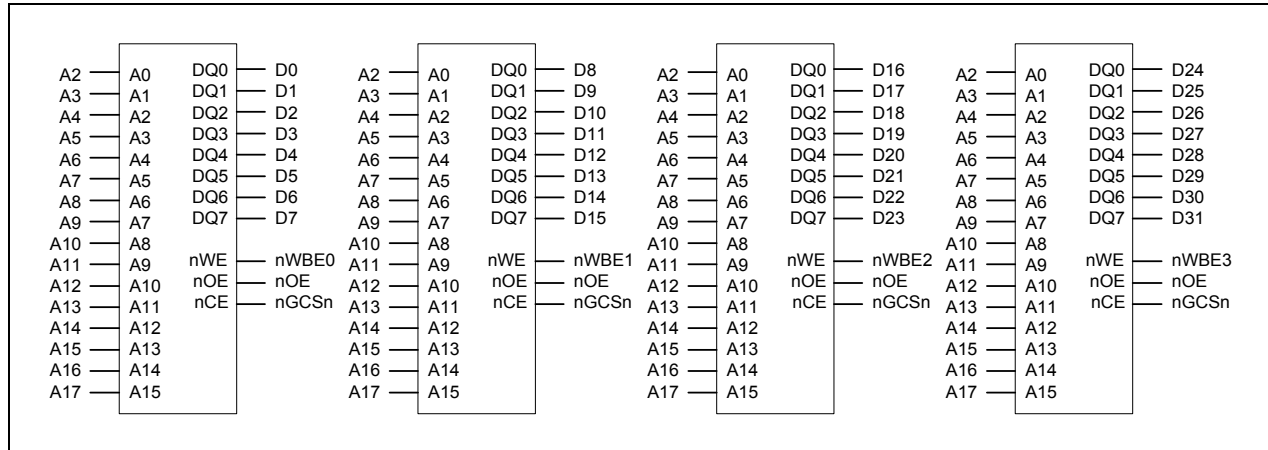 A2 A0 DQ0 D0 A2 A0 DQ0 D8 A2 A0 DQ0 D16 A2 A0 DQ0 D24
A3 A1 DQ1 D1 A3 A1 DQ1 D9 A3 A1 DQ1 D17 A3 A1 DQ1 D25
A4 A2 DQ2 D2 A4 A2 DQ2 D10 A4 A2 DQ2 D18 A4 A2 DQ2 D26
A5 A3 DQ3 D3 A5 A3 DQ3 D11 A5 A3 DQ3 D19 A5 A3 DQ3 D27
A6 A4 DQ4 D4 A6 A4 DQ4 D12 A6 A4 DQ4 D20 A6 A4 DQ4 D28
A7 A5 DQ5 D5 A7 A5 DQ5 D13 A7 A5 DQ5 D21 A7 A5 DQ5 D29
A8 A6 DQ6 D6 A8 A6 DQ6 D14 A8 A6 DQ6 D22 A8 A6 DQ6 D30
A9 A7 DQ7 D7 A9 A7 DQ7 D15 A9 A7 DQ7 D23 A9 A7 DQ7 D31
A10 A8 A10 A8 A10 A8 A10 A8
A11 A9 nWE nWBE0 A11 A9 nWE nWBE1 A11 A9 nWE nWBE2 A11 A9 nWE nWBE3
A12 A10 nOE nOE A12 A10 nOE nOE A12 A10 nOE nOE A12 A10 nOE nOE
A13 A11 nCE nGCSn A13 A11 nCE nGCSn A13 A11 nCE nGCSn A13 A11 nCE nGCSn
A14 A12 A14 A12 A14 A12 A14 A12
A15 A13 A15 A13 A15 A13 A15 A13
A16 A14 A16 A14 A16 A14 A16 A14
A17 A15 A17 A15 A17 A15 A17 A15